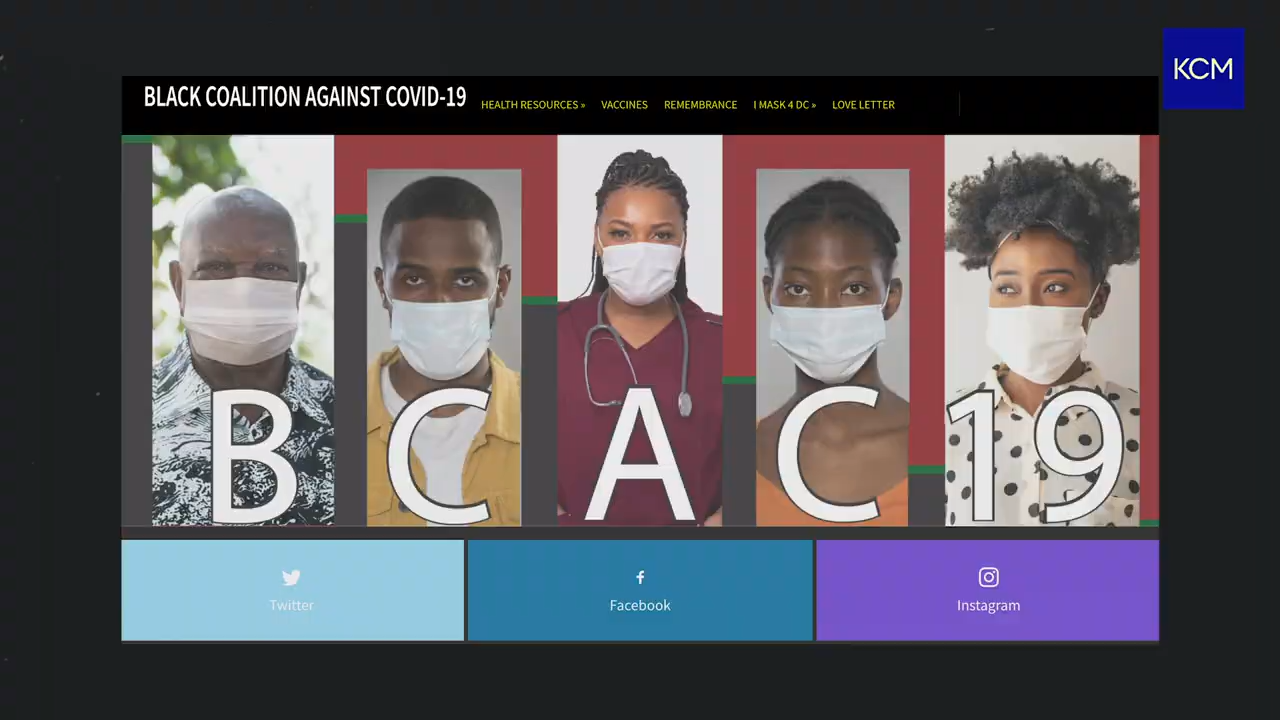 KCM
BLACK COALITION AGAINST COVID-19
HEALTH RESOURCES » VACCINES REMEMBRANCE I MASK 4 DC » LOVE LETTER
B C A C 19
Twitter Facebook Instagram